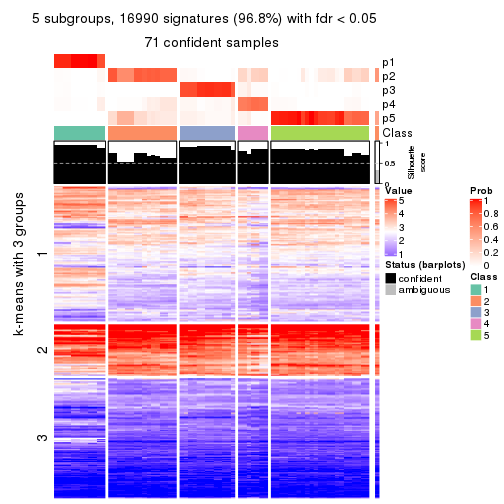 5 subgroups, 16990 signatures (96.8%) with fdr < 0.05
71 confident samples
p1
p2
p3
p4
p5
Class
1
0.5
0
Silhouette
score
k-means with 3 groups
1
2
3
Value
5
4
3
2
1
Status (barplots)
confident
ambiguous
Prob
1
0.8
0.6
0.4
0.2
0
Class
1
2
3
4
5